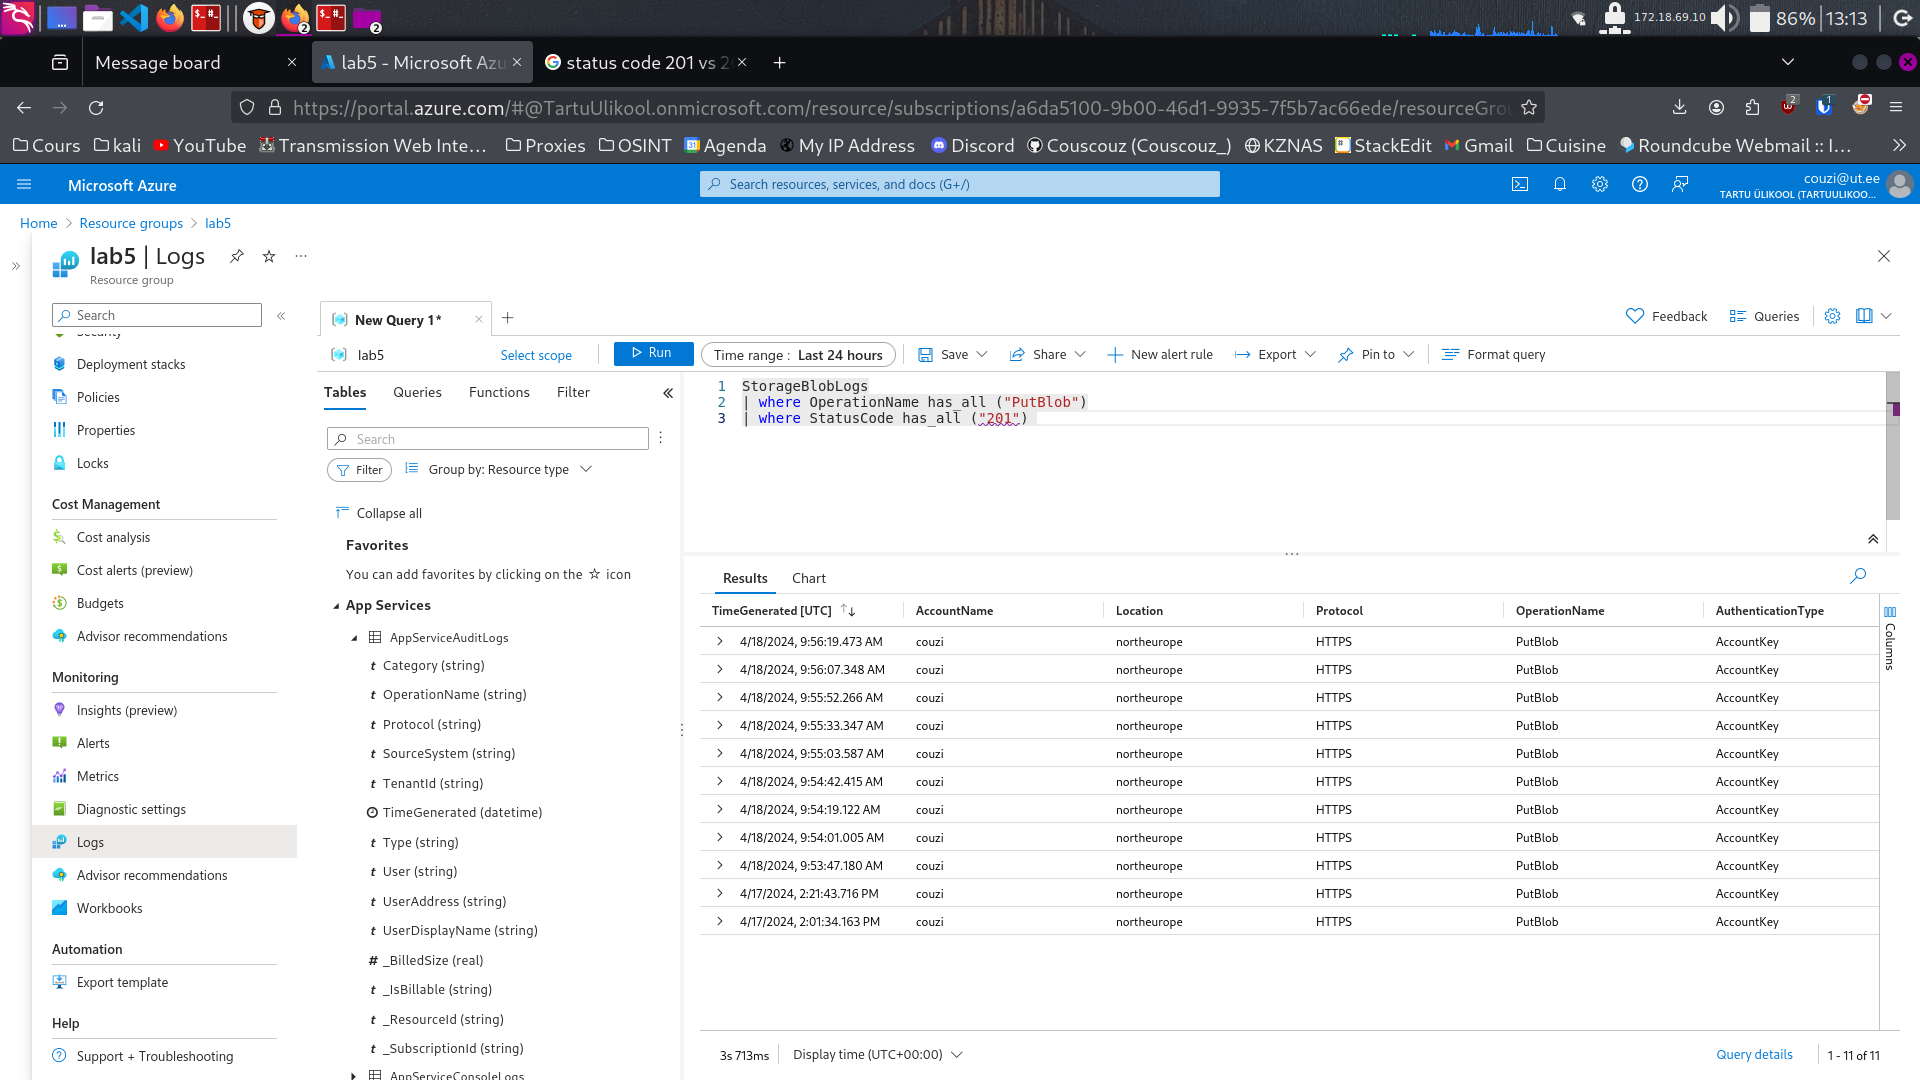 2
2
172.18.69.10
86%
13:13
Message board
lab5 - Microsoft Azu
status code 201 vs 2
https://portal.azure.com/#@TartuUlikool.onmicrosoft.com/resource/subscriptions/a6da5100-9b00-46d1-9935-7f5b7ac66ede/resourceGrou
2
1
Cours
kali
YouTube
Transmission Web Inte…
Proxies
OSINT
Agenda
My IP Address
Discord
Couscouz (Couscouz_)
KZNAS
StackEdit
Gmail
Cuisine
Roundcube Webmail :: I…
Microsoft Azure
Search resources, services, and docs (G+/)
couzi@ut.ee
TARTU ÜLIKOOL (TARTUULIKOO...
Home > Resource groups > lab5
lab5 | Logs
Resource group
Search
Security
Deployment stacks
Policies
Properties
Locks
Cost Management
Cost analysis
Cost alerts (preview)
Budgets
Advisor recommendations
Monitoring
Insights (preview)
Alerts
Metrics
Diagnostic settings
Logs
Advisor recommendations
Workbooks
Automation
Export template
Help
Support + Troubleshooting
New Query 1*
Feedback
Queries
lab5
Select scope
Run
Time range : Last 24 hours
Save
Share
New alert rule
Export
Pin to
Format query
Tables
Queries
Functions
Filter
Search
Filter
Group by: Resource type
Collapse all
Favorites
You can add favorites by clicking on the ☆ icon
App Services
AppServiceAuditLogs
t Category (string)
t OperationName (string)
t Protocol (string)
t SourceSystem (string)
t TenantId (string)
TimeGenerated (datetime)
t Type (string)
t User (string)
t UserAddress (string)
t UserDisplayName (string)
# _BilledSize (real)
t _IsBillable (string)
t _ResourceId (string)
t _SubscriptionId (string)
AppServiceConsoleLogs
1 StorageBlobLogs
2 | where OperationName has_all ("PutBlob")
3 | where StatusCode has_all ("201")
Results
Chart
TimeGenerated [UTC] AccountName Location Protocol OperationName AuthenticationType
4/18/2024, 9:56:19.473 AM couzi northeurope HTTPS PutBlob AccountKey
4/18/2024, 9:56:07.348 AM couzi northeurope HTTPS PutBlob AccountKey
4/18/2024, 9:55:52.266 AM couzi northeurope HTTPS PutBlob AccountKey
4/18/2024, 9:55:33.347 AM couzi northeurope HTTPS PutBlob AccountKey
4/18/2024, 9:55:03.587 AM couzi northeurope HTTPS PutBlob AccountKey
4/18/2024, 9:54:42.415 AM couzi northeurope HTTPS PutBlob AccountKey
4/18/2024, 9:54:19.122 AM couzi northeurope HTTPS PutBlob AccountKey
4/18/2024, 9:54:01.005 AM couzi northeurope HTTPS PutBlob AccountKey
4/18/2024, 9:53:47.180 AM couzi northeurope HTTPS PutBlob AccountKey
4/17/2024, 2:21:43.716 PM couzi northeurope HTTPS PutBlob AccountKey
4/17/2024, 2:01:34.163 PM couzi northeurope HTTPS PutBlob AccountKey
Columns
3s 713ms
Display time (UTC+00:00)
Query details
1 - 11 of 11